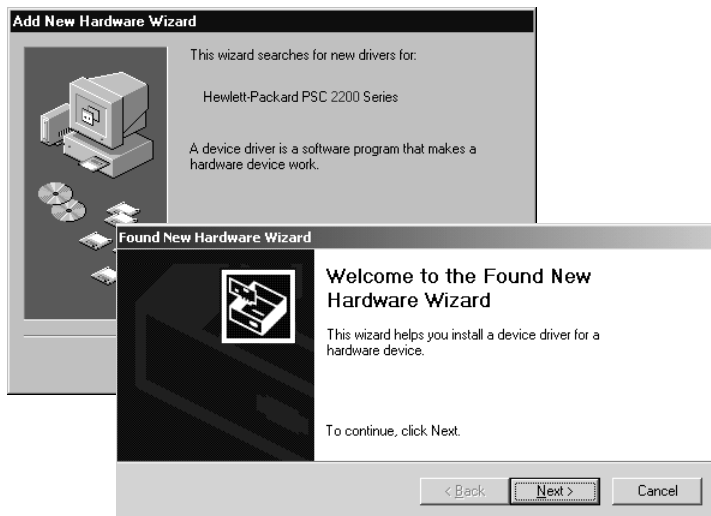 Add New Hardware Wizard
This wizard searches for new drivers for:
Hewlett-Packard PSC 2200 Series
A device driver is a software program that makes a
hardware device work.
Found New Hardware Wizard
Welcome to the Found New
Hardware Wizard
This wizard helps you install a device driver for a
hardware device.
To continue, click Next.
< Back
Next >
Cancel